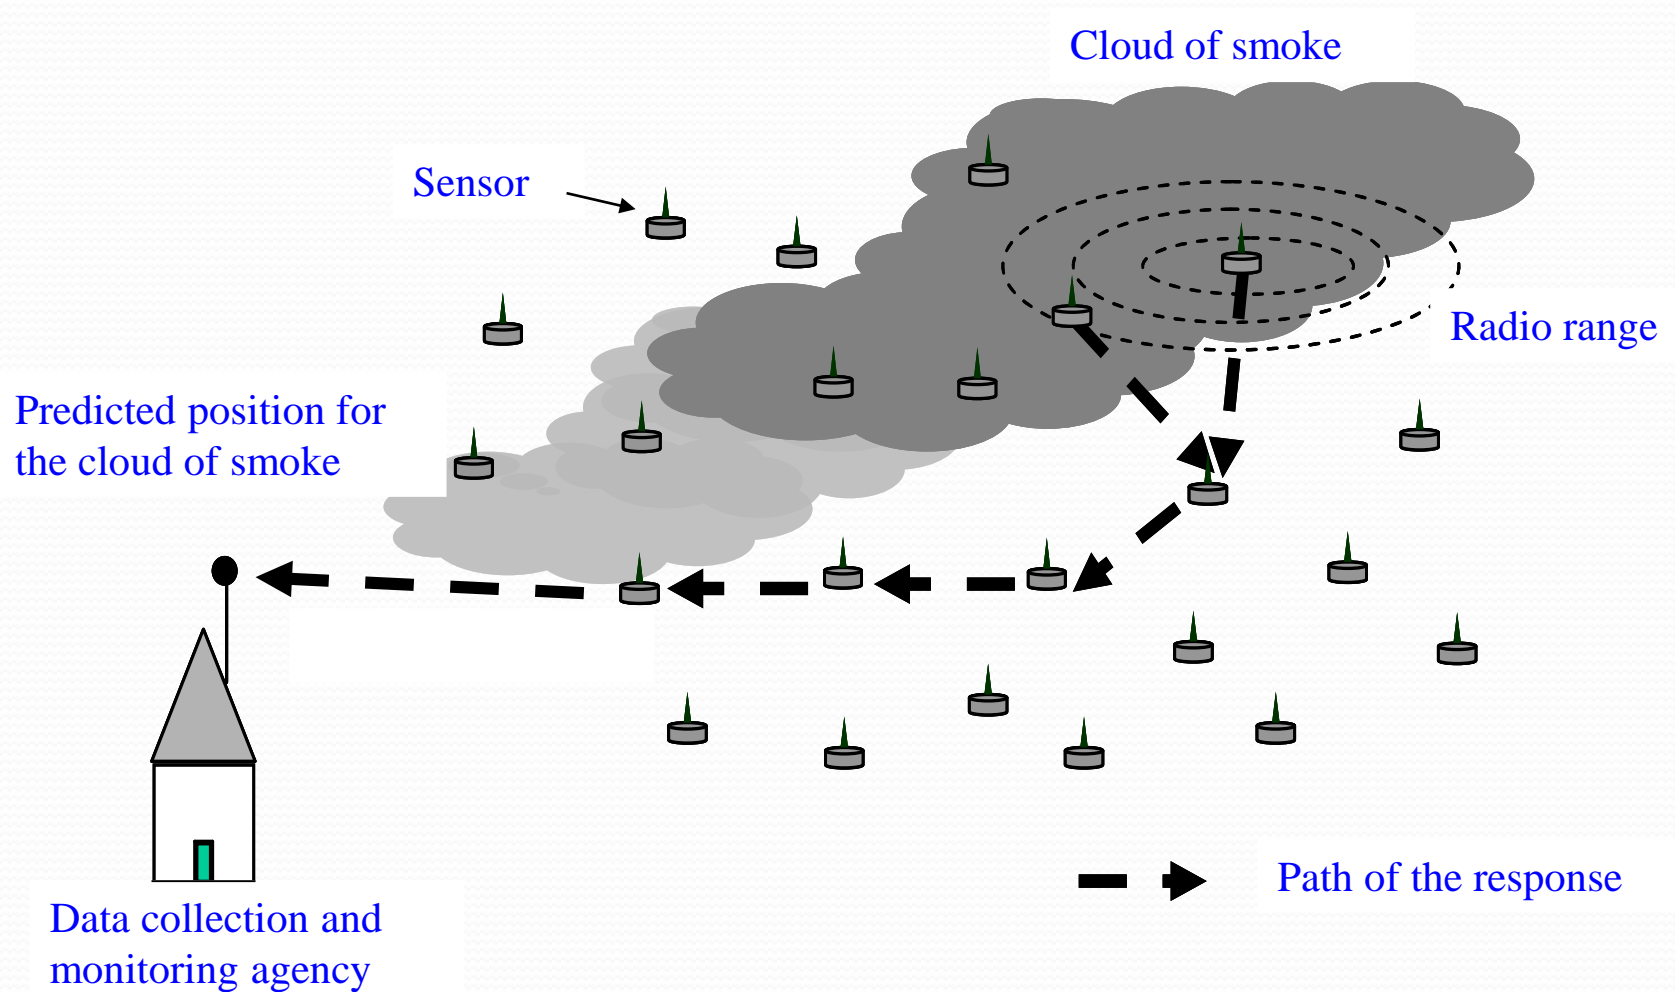 Cloud of smoke
Sensor
Radio range
Predicted position for
the cloud of smoke
Path of the response
Data collection and
monitoring agency